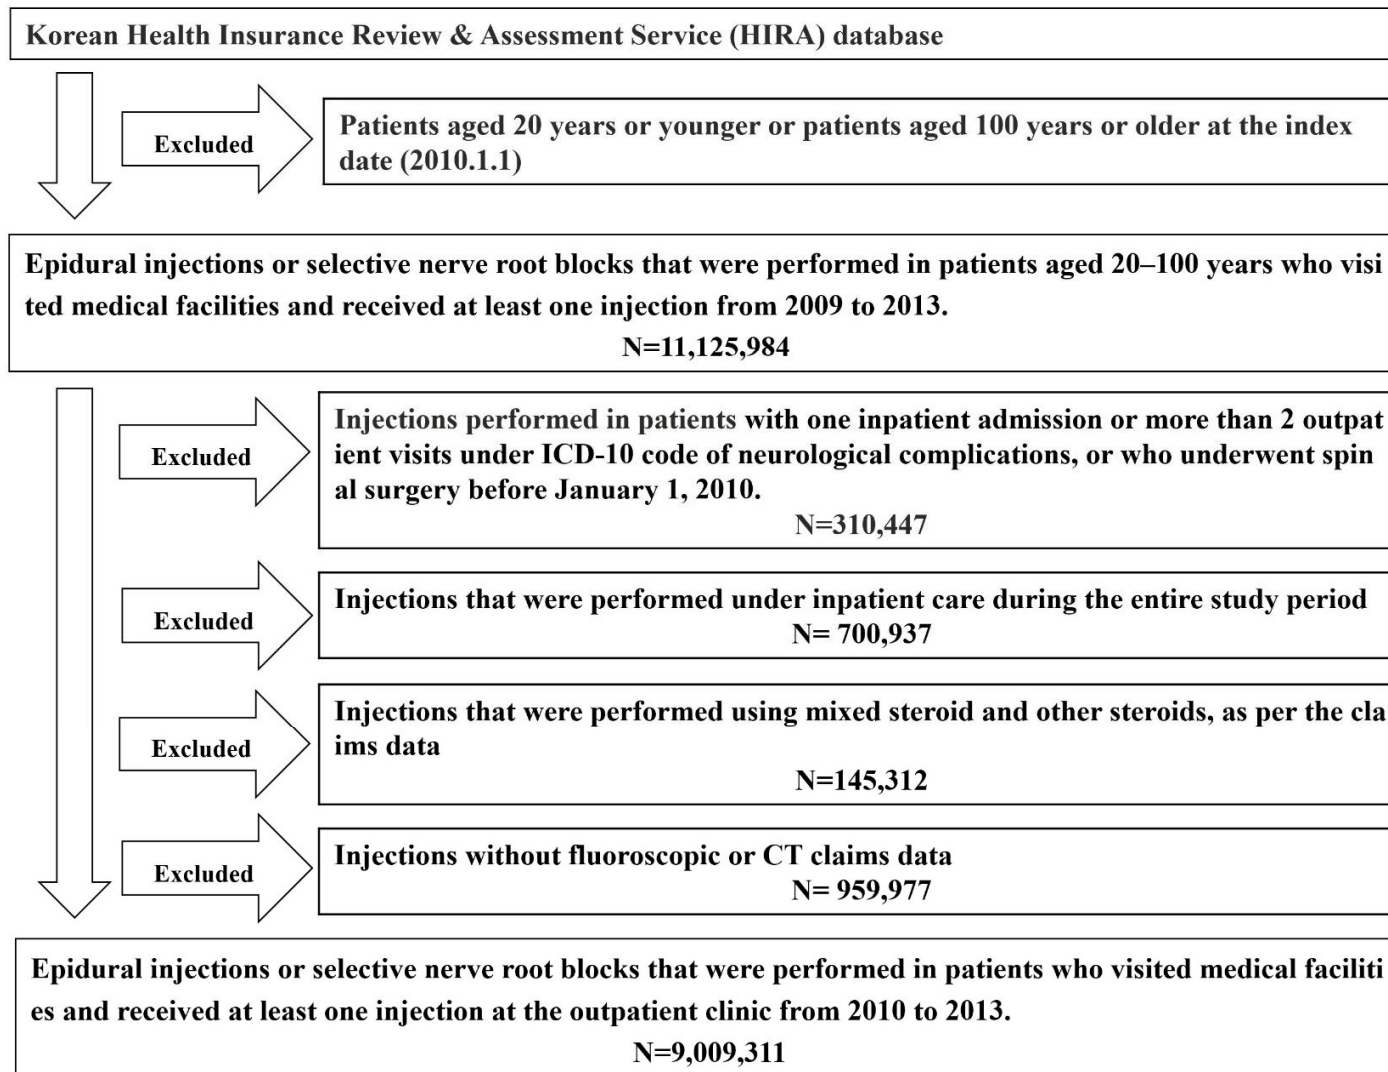 Korean Health Insurance Review & Assessment Service (HIRA) database
Excluded
Patients aged 20 years or younger or patients aged 100 years or older at the index
date (2010.1.1)
Epidural injections or selective nerve root blocks that were performed in patients aged 20–100 years who visi
ted medical facilities and received at least one injection from 2009 to 2013.
N=11,125,984
Excluded
Injections performed in patients with one inpatient admission or more than 2 outpat
ient visits under ICD-10 code of neurological complications, or who underwent spin
al surgery before January 1, 2010.
N=310,447
Excluded
Injections that were performed under inpatient care during the entire study period
N= 700,937
Excluded
Injections that were performed using mixed steroid and other steroids, as per the cla
ims data
N=145,312
Excluded
Injections without fluoroscopic or CT claims data
N= 959,977
Epidural injections or selective nerve root blocks that were performed in patients who visited medical faciliti
es and received at least one injection at the outpatient clinic from 2010 to 2013.
N=9,009,311